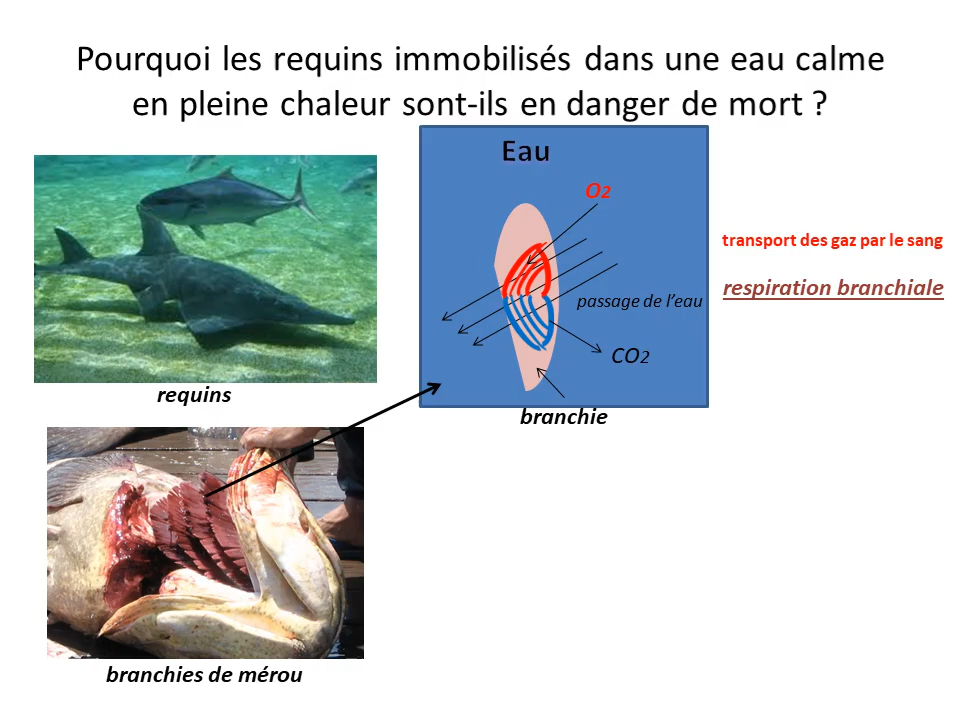 Pourquoi les requins immobilisés dans une eau calme
en pleine chaleur sont-ils en danger de mort ?
Eau
O2
transport des gaz par le sang
respiration branchiale
passage de l’eau
CO2
requins
branchie
branchies de mérou